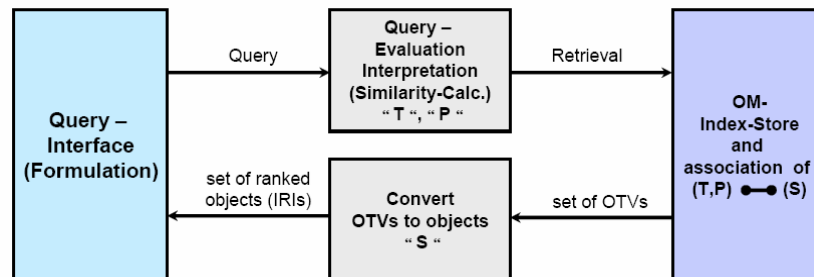 Query –
Interface
(Formulation)
Query
Query –
Evaluation
Interpretation
(Similarity-Calc.)
“ T “, “ P “
Retrieval
OM-
Index-Store
and
association of
(T,P) (S)
set of ranked
objects (IRIs)
Convert
OTVs to objects
“ S “
set of OTVs